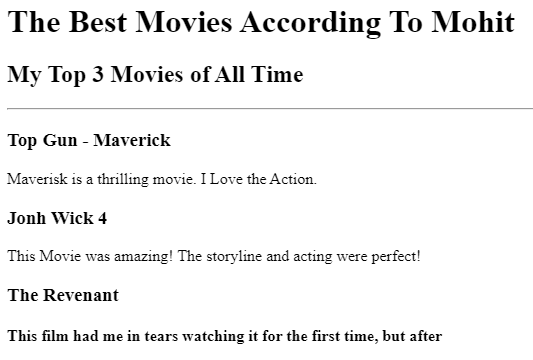 The Best Movies According To Mohit
My Top 3 Movies of All Time
Top Gun - Maverick
Maverisk is a thrilling movie. I Love the Action.
Jonh Wick 4
This Movie was amazing! The storyline and acting were perfect!
The Revenant
This film had me in tears watching it for the first time, but after